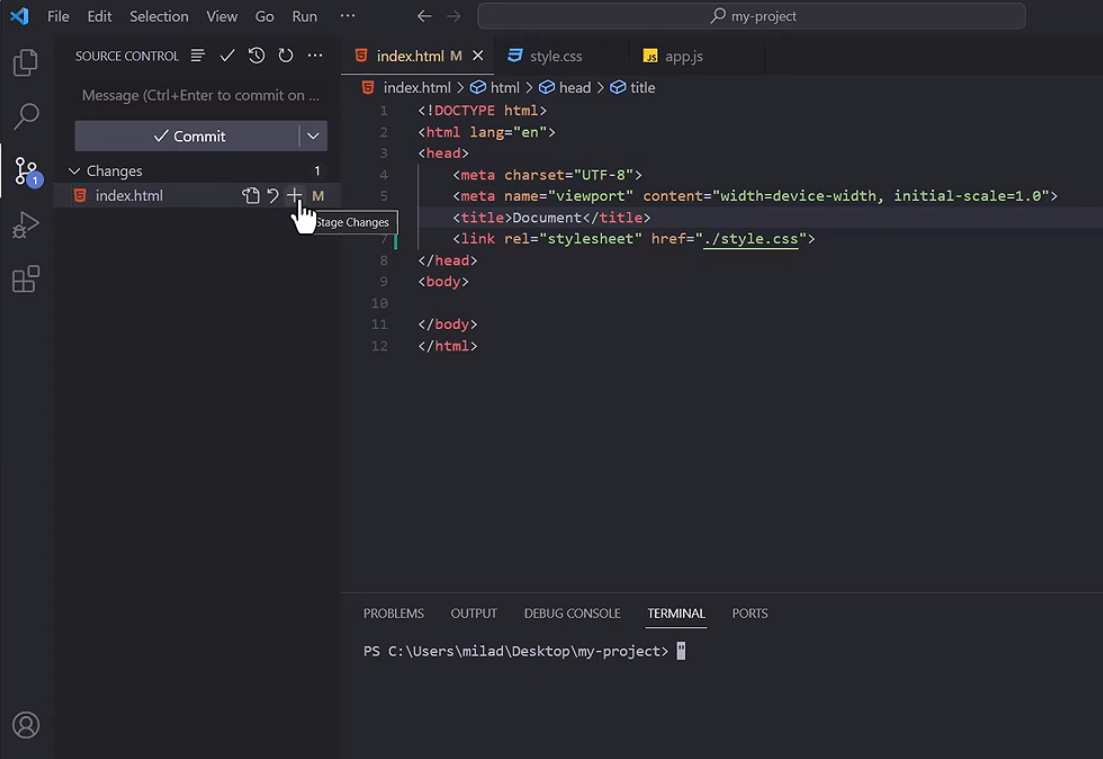 File Edit Selection View Go Run ··· my-project
SOURCE CONTROL
Message (Ctrl+Enter to commit on ...
Commit
Changes 1
index.html M
Stage Changes
1
index.html M
style.css
JS app.js
index.html > html > head > title
1 <!DOCTYPE html>
2 <html lang="en">
3 <head>
4 <meta charset="UTF-8">
5 <meta name="viewport" content="width=device-width, initial-scale=1.0">
<title>Document</title>
7 <link rel="stylesheet" href="./style.css">
8 </head>
9 <body>
10
11 </body>
12 </html>
PROBLEMS OUTPUT DEBUG CONSOLE TERMINAL PORTS
PS C:\Users\milad\Desktop\my-project> "